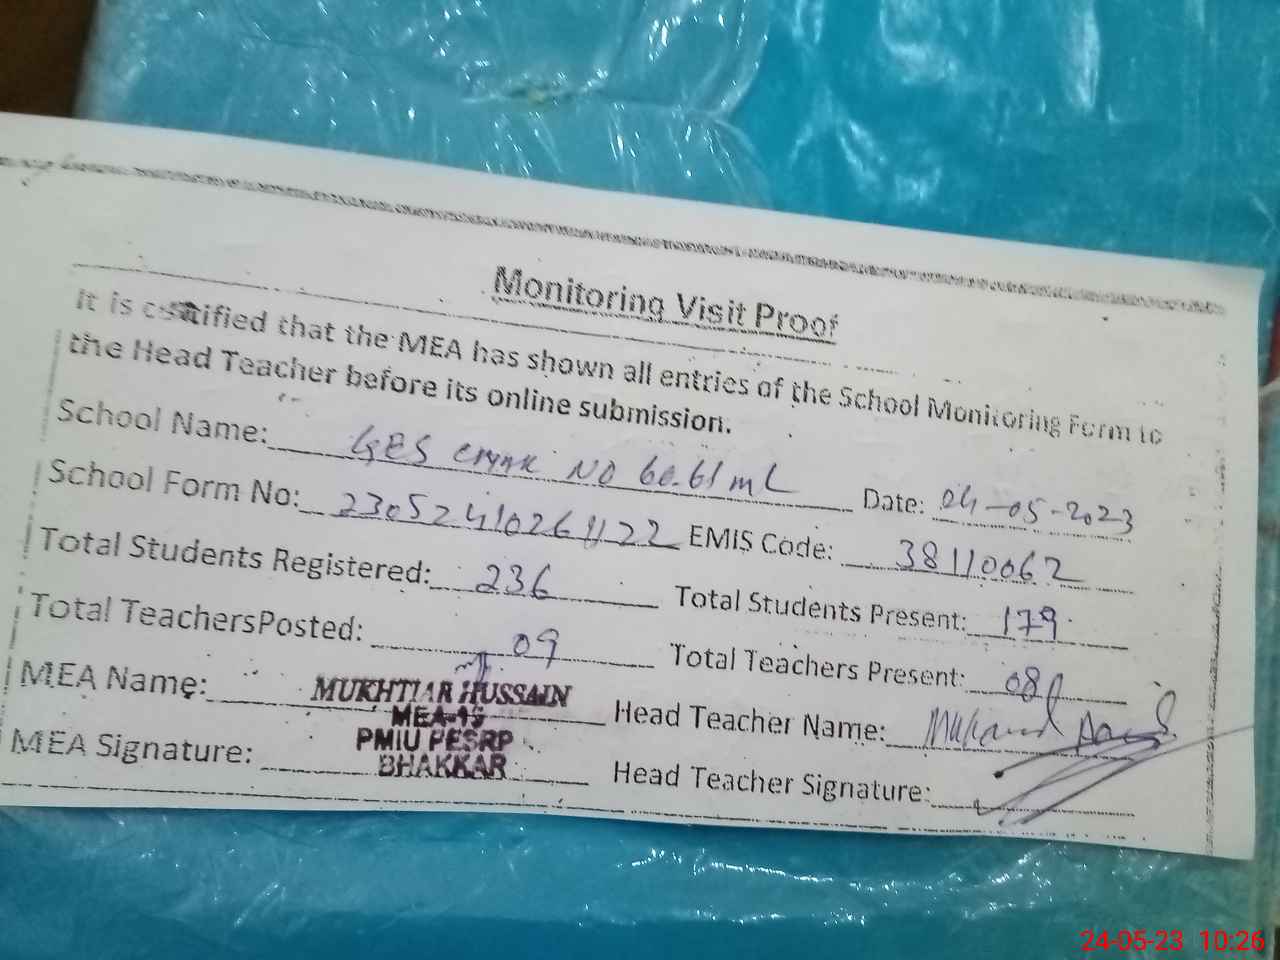 Monitoring Visit Proof
It is certified that the MEA has shown all entries of the School Monitoring Form to
the Head Teacher before its online submission.
School Name: GES NO 60.61 ML Date: 24-05-2023
School Form No: EMIS Code: 38110062
Total Students Registered: 236 Total Students Present: 179
Total TeachersPosted: 09 Total Teachers Present: 08
MEA Name: MUKHTIAR HUSSAIN Head Teacher Name:
MEA-15
PMIU PESRP
MEA Signature: BHAKKAR Head Teacher Signature:
24-05-23 10:26